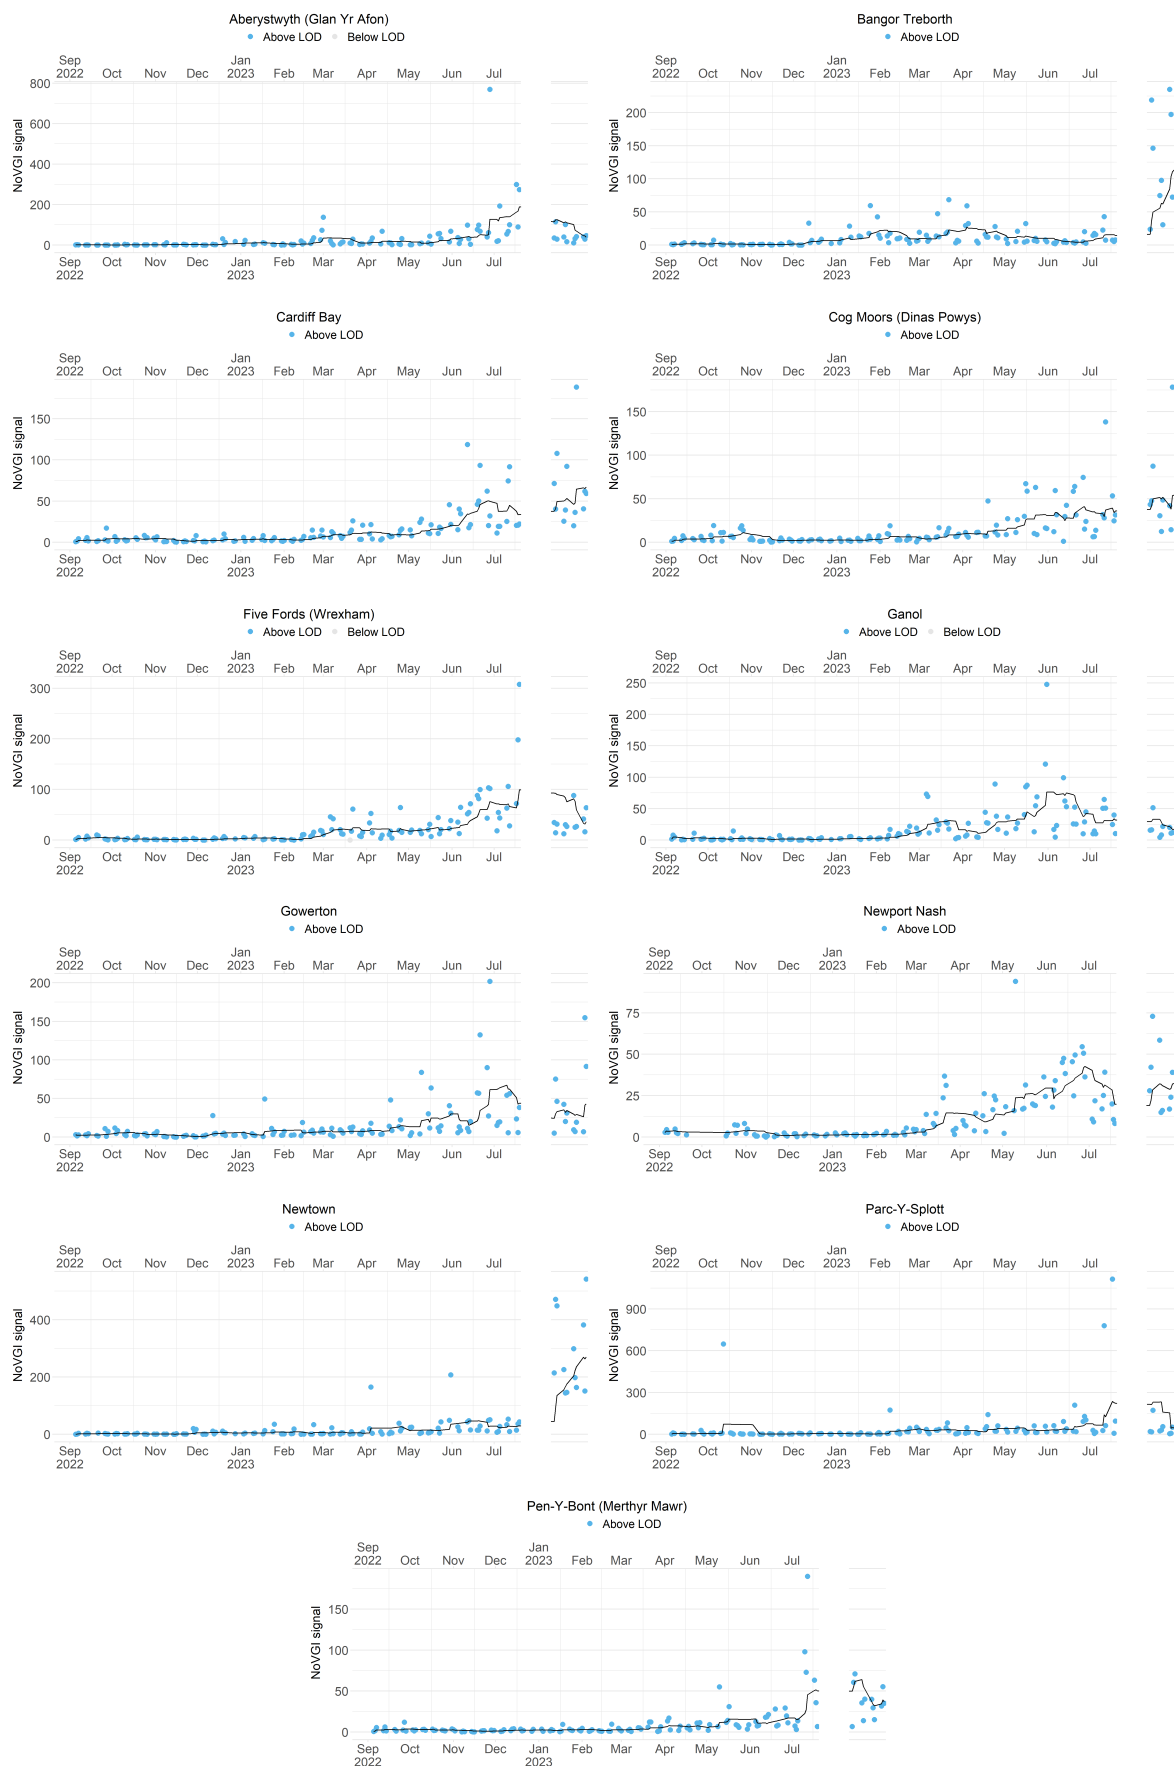 Aberystwyth (Glan Yr Afon)
Above LOD Below LOD
Sep Jan
2022 Oct Nov Dec 2023 Feb Mar Apr May Jun Jul
800
600
400
200
0
NoVGI signal
Sep Jan
2022 Oct Nov Dec 2023 Feb Mar Apr May Jun Jul
Bangor Treborth
Above LOD
Sep Jan
2022 Oct Nov Dec 2023 Feb Mar Apr May Jun Jul
200
150
100
50
0
NoVGI signal
Sep Jan
2022 Oct Nov Dec 2023 Feb Mar Apr May Jun Jul
Cardiff Bay
Above LOD
Sep Jan
2022 Oct Nov Dec 2023 Feb Mar Apr May Jun Jul
150
100
50
0
NoVGI signal
Sep Jan
2022 Oct Nov Dec 2023 Feb Mar Apr May Jun Jul
Cog Moors (Dinas Powys)
Above LOD
Sep Jan
2022 Oct Nov Dec 2023 Feb Mar Apr May Jun Jul
150
100
50
0
NoVGI signal
Sep Jan
2022 Oct Nov Dec 2023 Feb Mar Apr May Jun Jul
Five Fords (Wrexham)
Above LOD Below LOD
Sep Jan
2022 Oct Nov Dec 2023 Feb Mar Apr May Jun Jul
300
200
100
0
NoVGI signal
Sep Jan
2022 Oct Nov Dec 2023 Feb Mar Apr May Jun Jul
Ganol
Above LOD Below LOD
Sep Jan
2022 Oct Nov Dec 2023 Feb Mar Apr May Jun Jul
250
200
150
100
50
0
NoVGI signal
Sep Jan
2022 Oct Nov Dec 2023 Feb Mar Apr May Jun Jul
Gowerton
Above LOD
Sep Jan
2022 Oct Nov Dec 2023 Feb Mar Apr May Jun Jul
200
150
100
50
0
NoVGI signal
Sep Jan
2022 Oct Nov Dec 2023 Feb Mar Apr May Jun Jul
Newport Nash
Above LOD
Sep Jan
2022 Oct Nov Dec 2023 Feb Mar Apr May Jun Jul
75
50
25
0
NoVGI signal
Sep Jan
2022 Oct Nov Dec 2023 Feb Mar Apr May Jun Jul
Newtown
Above LOD
Sep Jan
2022 Oct Nov Dec 2023 Feb Mar Apr May Jun Jul
400
200
0
NoVGI signal
Sep Jan
2022 Oct Nov Dec 2023 Feb Mar Apr May Jun Jul
Parc-Y-Splott
Above LOD
Sep Jan
2022 Oct Nov Dec 2023 Feb Mar Apr May Jun Jul
900
600
300
0
NoVGI signal
Sep Jan
2022 Oct Nov Dec 2023 Feb Mar Apr May Jun Jul
Pen-Y-Bont (Merthyr Mawr)
Above LOD
Sep Jan
2022 Oct Nov Dec 2023 Feb Mar Apr May Jun Jul
150
100
50
0
NoVGI signal
Sep Oct Nov Dec Jan Feb Mar Apr May Jun Jul
2022 2023